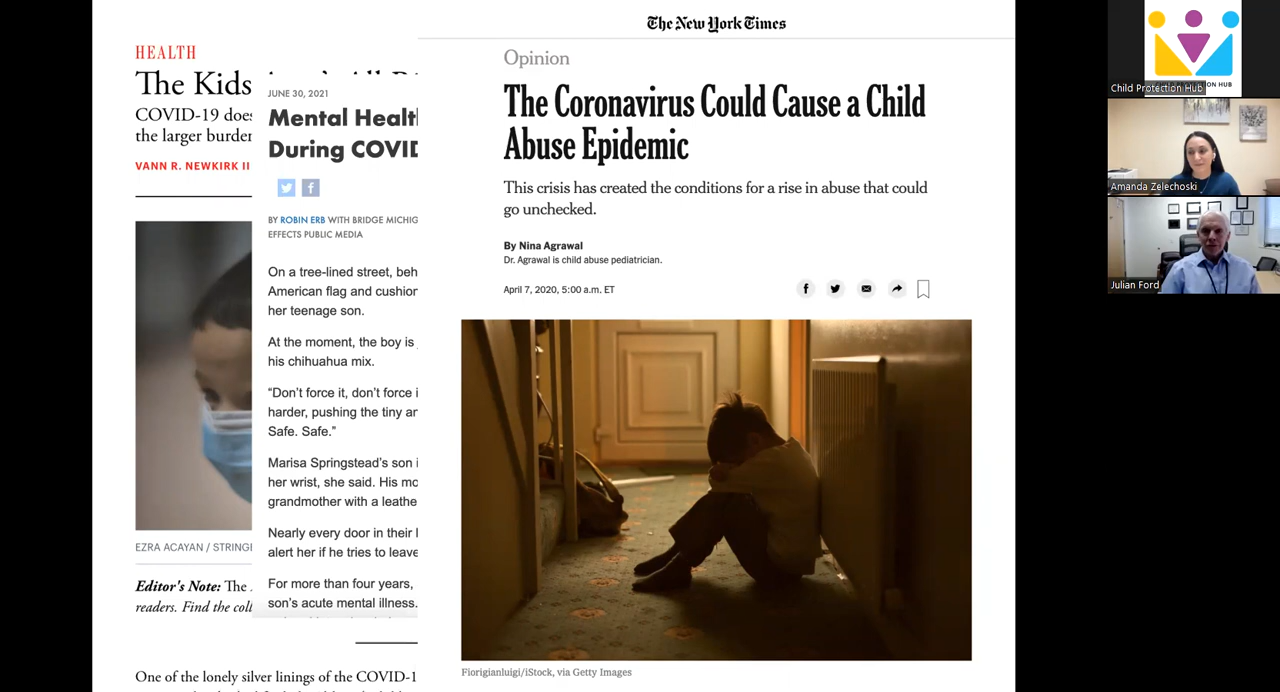 HEALTH
The Kids
COVID-19 does
the larger burden
VANN R. NEWKIRK II
EZRA ACAYAN / STRINGE
Editor's Note: The
readers. Find the coll
One of the lonely silver linings of the COVID-1
JUNE 30, 2021
Mental Healt
During COVID
BY ROBIN ERB WITH BRIDGE MICHIG
EFFECTS PUBLIC MEDIA
On a tree-lined street, beh
American flag and cushion
her teenage son.
At the moment, the boy is
his chihuahua mix.
“Don’t force it, don’t force i
harder, pushing the tiny ar
Safe. Safe.”
Marisa Springstead’s son i
her wrist, she said. His mo
grandmother with a leathe
Nearly every door in their
alert her if he tries to leave
For more than four years,
son’s acute mental illness.
The New York Times
Opinion
The Coronavirus Could Cause a Child
Abuse Epidemic
This crisis has created the conditions for a rise in abuse that could
go unchecked.
By Nina Agrawal
Dr. Agrawal is child abuse pediatrician.
April 7, 2020, 5:00 a.m. ET
Fiorigianluigi/iStock, via Getty Images
Child Protection Hub
HUB
Amanda Zelechoski
Julian Ford